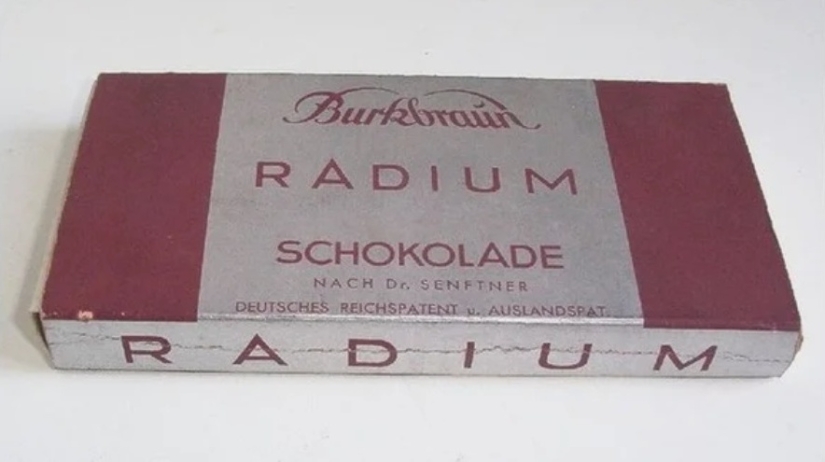 Burkbraun
RADIUM
SCHOKOLADE
NACH Dr. SENFTNER
DEUTSCHES REICHSPATENT u. AUSLANDSPAT.
RADIUM